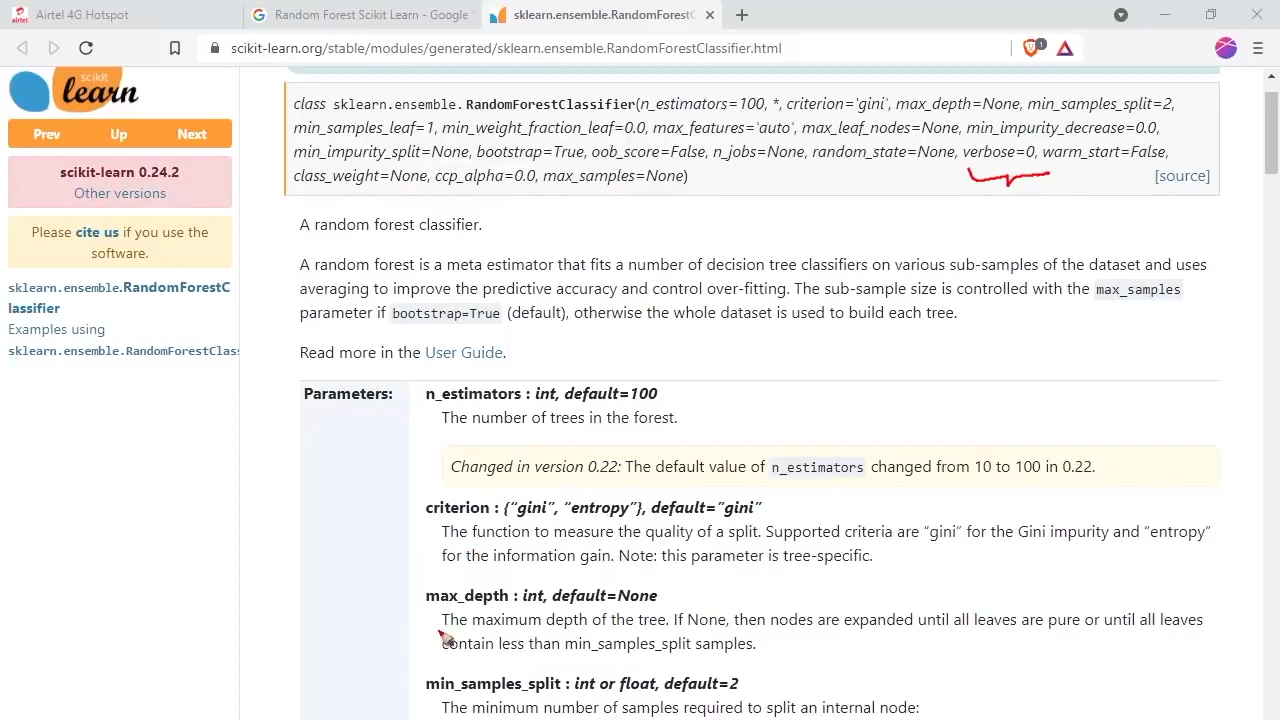 Airtel 4G Hotspot
Random Forest Scikit Learn - Google
sklearn.ensemble.RandomForestC
scikit-learn.org/stable/modules/generated/sklearn.ensemble.RandomForestClassifier.html
1
scikit
learn
airtel
Prev Up Next
scikit-learn 0.24.2
Other versions
Please cite us if you use the
software.
sklearn.ensemble.RandomForestC
lassifier
Examples using
sklearn.ensemble.RandomForestClass
class sklearn.ensemble.RandomForestClassifier(n_estimators=100, *, criterion='gini', max_depth=None, min_samples_split=2,
min_samples_leaf=1, min_weight_fraction_leaf=0.0, max_features='auto', max_leaf_nodes=None, min_impurity_decrease=0.0,
min_impurity_split=None, bootstrap=True, oob_score=False, n_jobs=None, random_state=None, verbose=0, warm_start=False,
class_weight=None, ccp_alpha=0.0, max_samples=None)
[source]
A random forest classifier.
A random forest is a meta estimator that fits a number of decision tree classifiers on various sub-samples of the dataset and uses
averaging to improve the predictive accuracy and control over-fitting. The sub-sample size is controlled with the max_samples
parameter if bootstrap=True (default), otherwise the whole dataset is used to build each tree.
Read more in the User Guide.
Parameters:
n_estimators : int, default=100
The number of trees in the forest.
Changed in version 0.22: The default value of n_estimators changed from 10 to 100 in 0.22.
criterion : {“gini”, “entropy”}, default=”gini”
The function to measure the quality of a split. Supported criteria are “gini” for the Gini impurity and “entropy”
for the information gain. Note: this parameter is tree-specific.
max_depth : int, default=None
The maximum depth of the tree. If None, then nodes are expanded until all leaves are pure or until all leaves
contain less than min_samples_split samples.
min_samples_split : int or float, default=2
The minimum number of samples required to split an internal node: